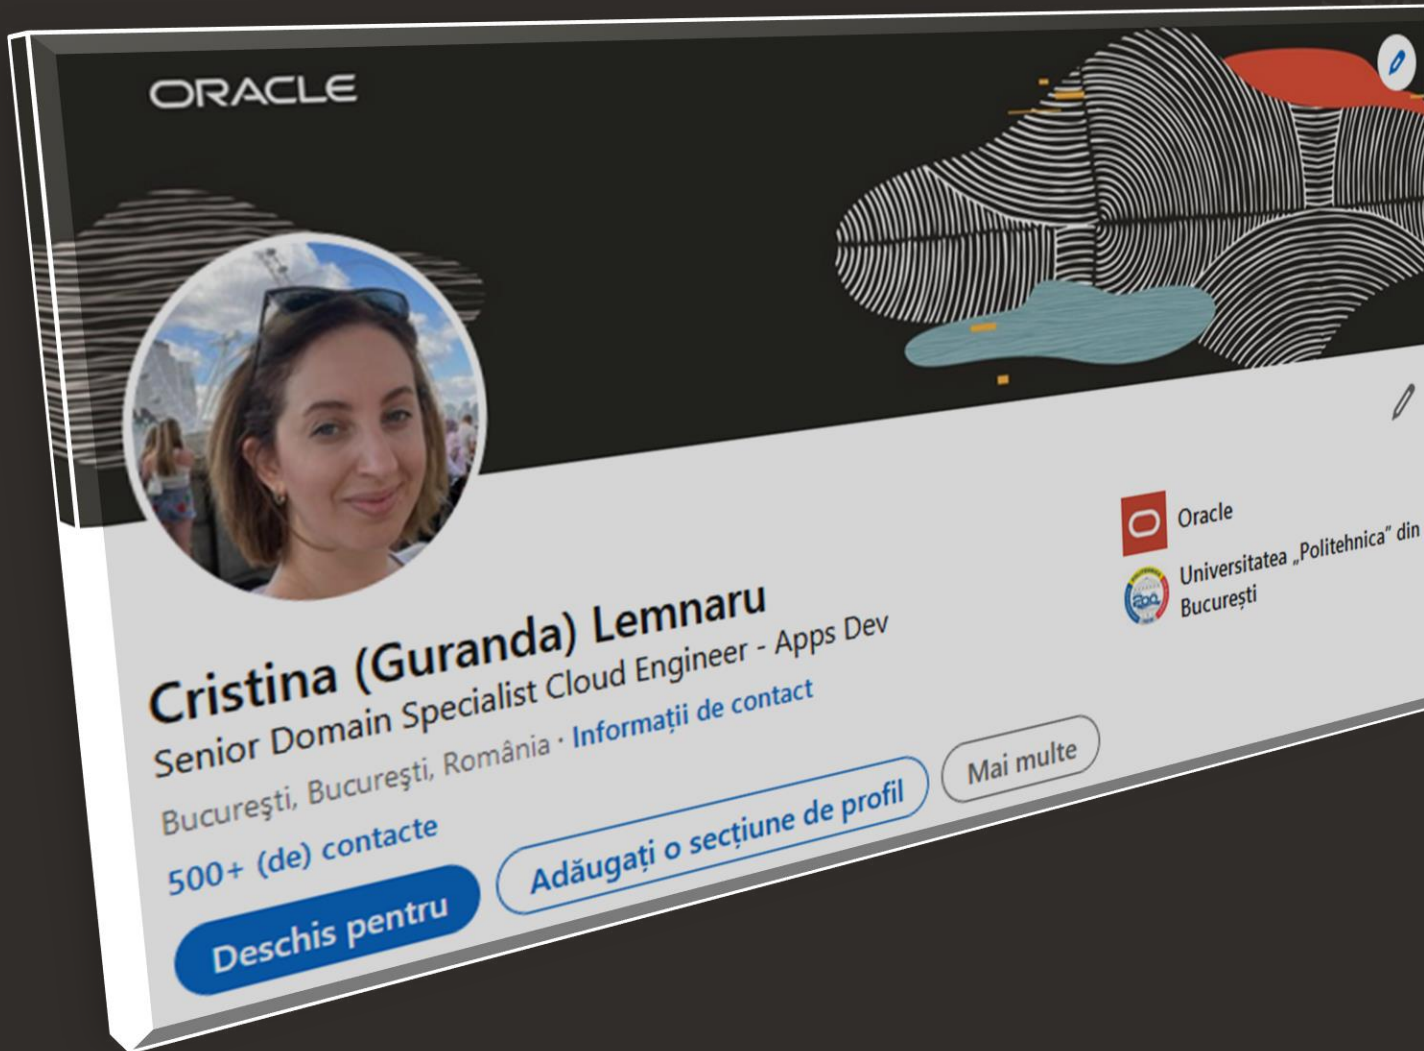 ORACLE
Oracle
Universitatea „Politehnica” din
București
Cristina (Guranda) Lemnaru
Senior Domain Specialist Cloud Engineer - Apps Dev
Bucureşti, Bucureşti, România · Informații de contact
500+ (de) contacte
Deschis pentru
Adăugați o secțiune de profil
Mai multe